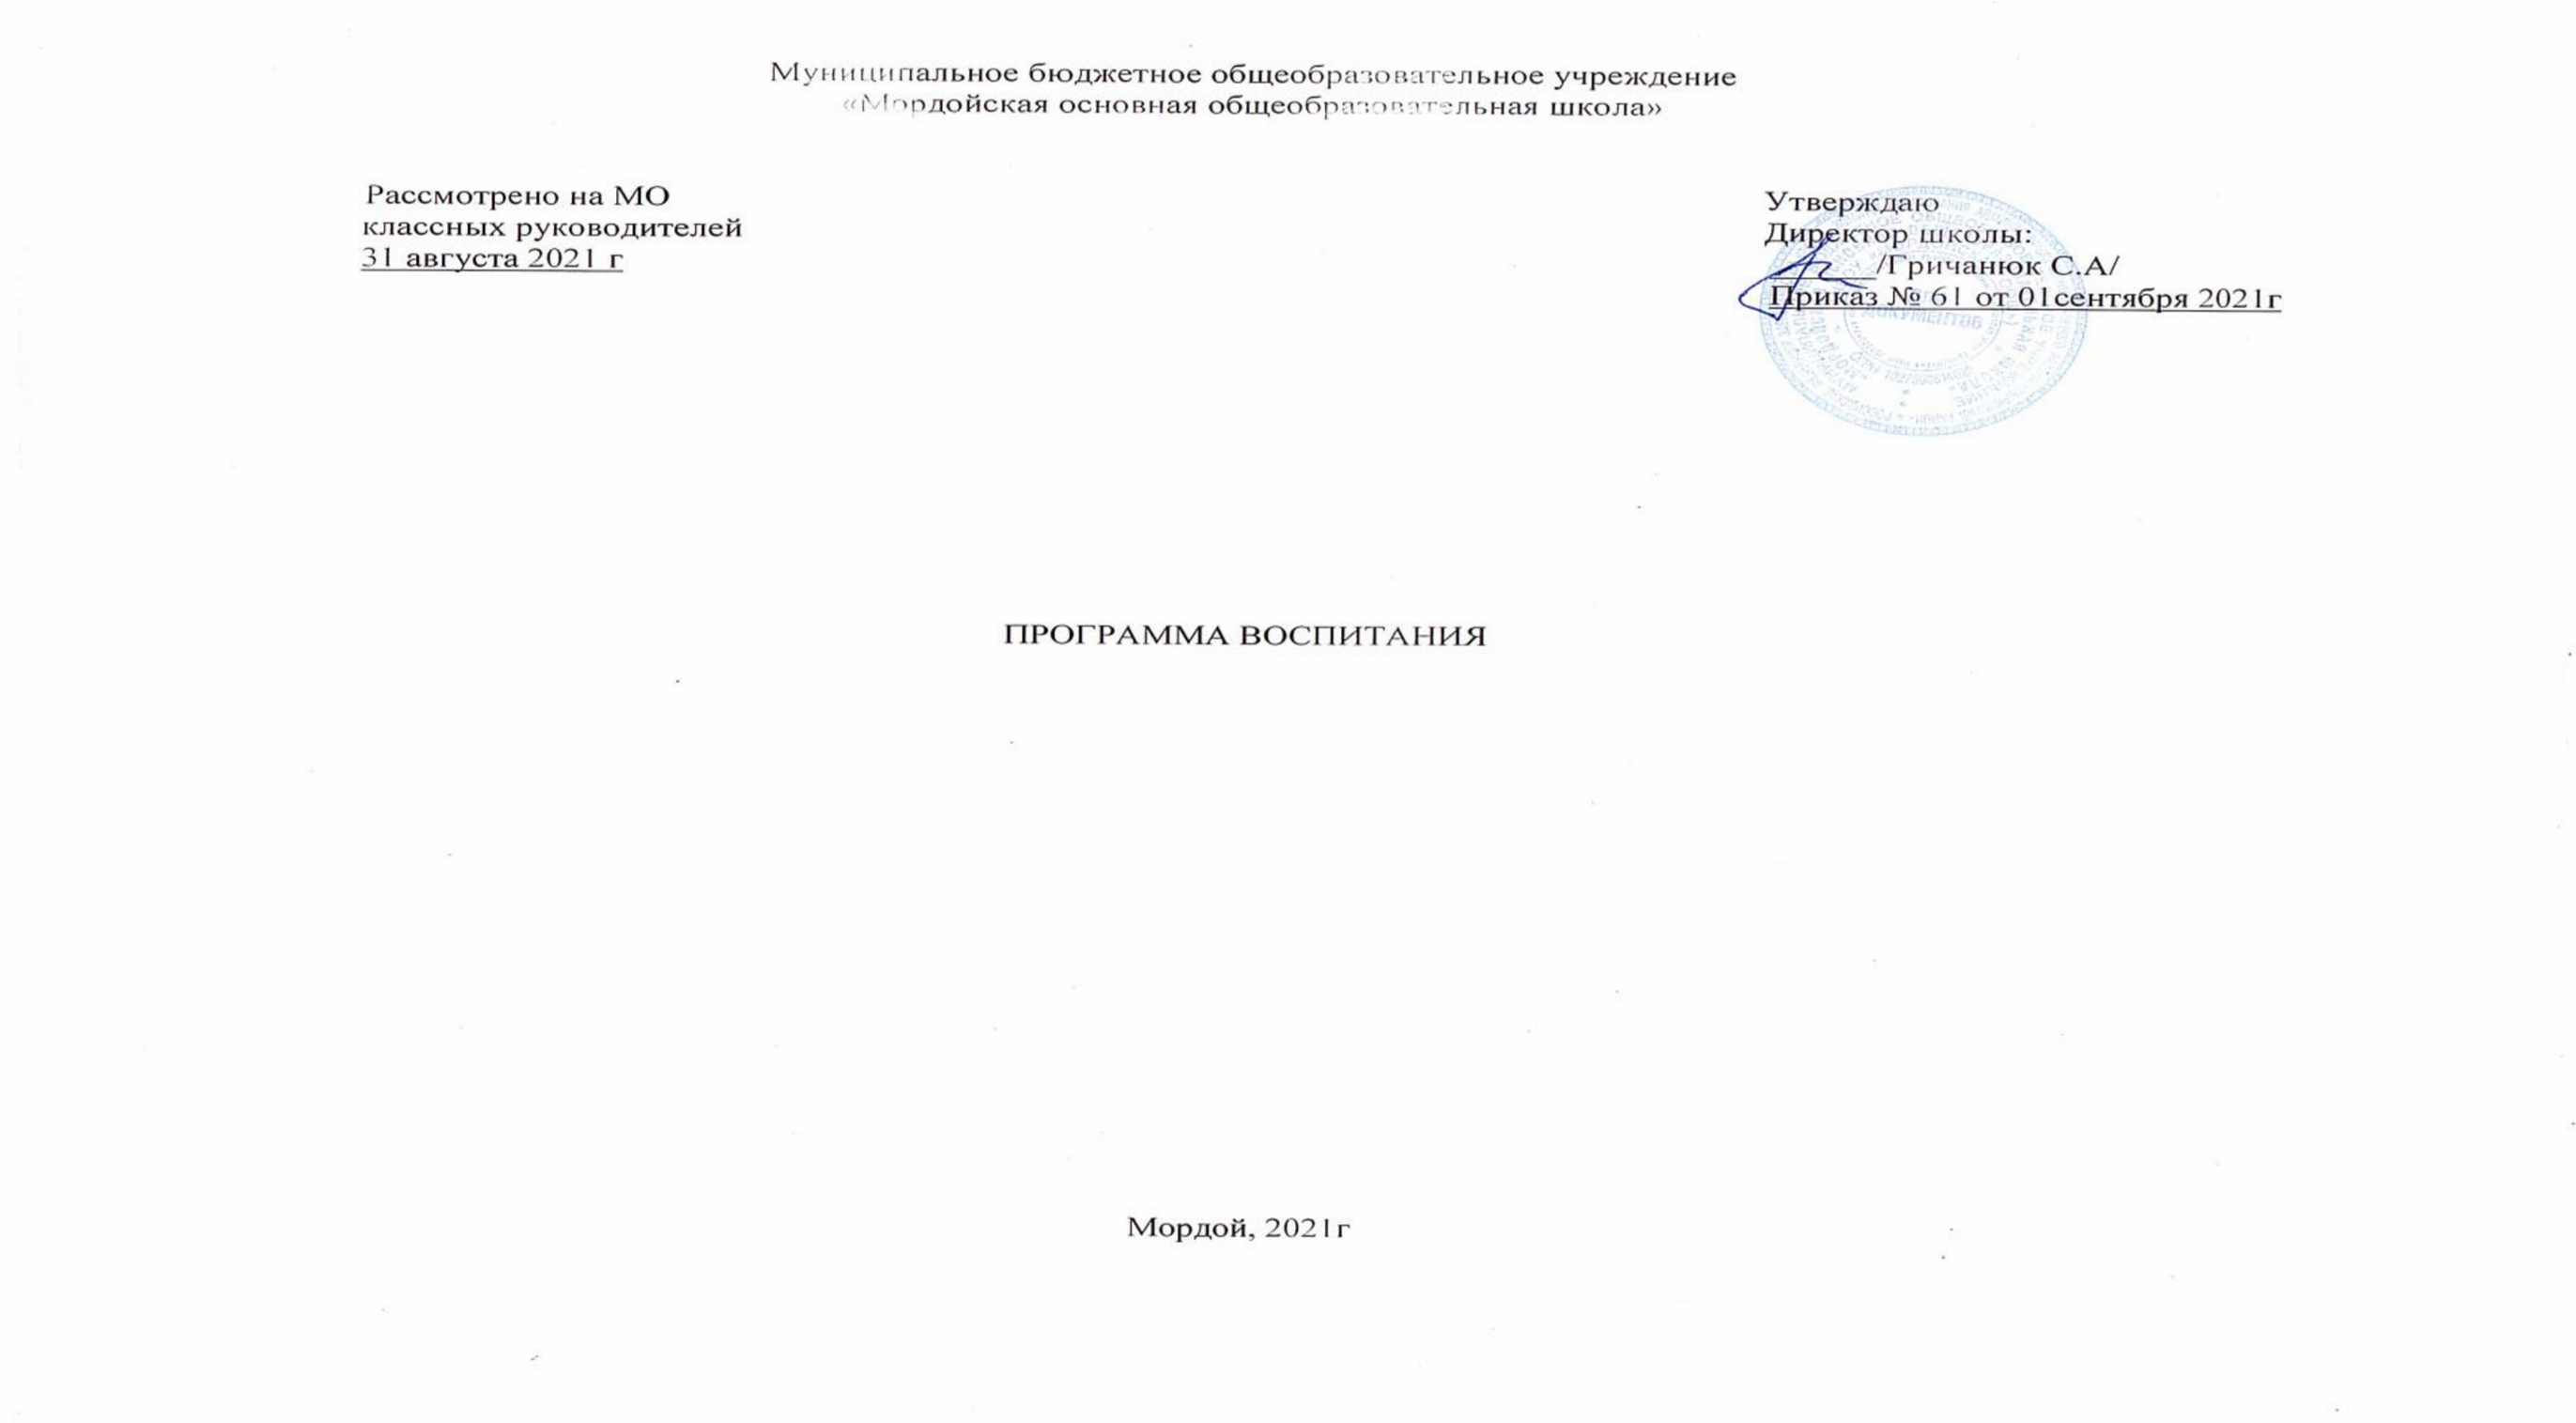 Муниципальное бюджетное общеобразовательное учреждение
«Мордойская основная общеобразовательная школа»
Рассмотрено на МО
классных руководителей
31 августа 2021 г
Утверждаю
Директор школы:
/Гричанюк С.А/
Приказ № 61 от 01сентября 2021г
ДОКУМЕНТОВ
ПРОГРАММА ВОСПИТАНИЯ
Мордой, 2021г